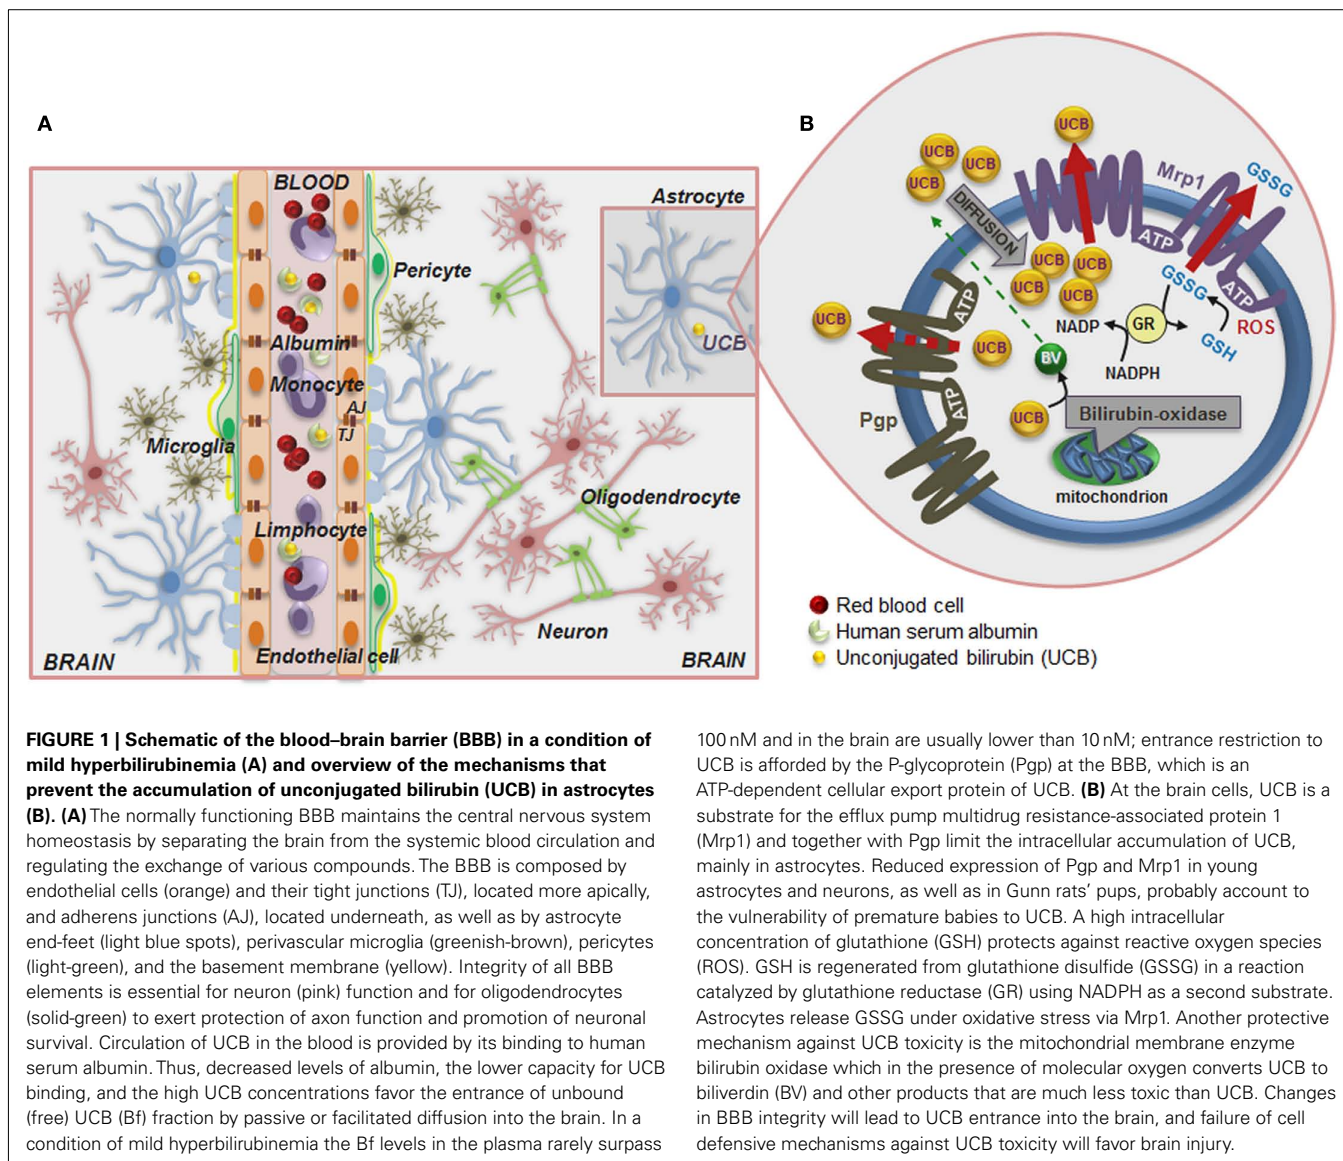 A
BLOOD
Astrocyte
Pericyte
Albumin
UCB
Monocyte
AJ
TJ
Microglia
Oligodendrocyte
Limphocyte
Neuron
BRAIN
Endothelial cell
BRAIN
B
UCB
UCB
UCB
UCB
Mrp1
GSSG
DIFFUSION
ATP
UCB
UCB
UCB
UCB
GSSG
ATP
ATP
UCB
NADP
GR
ROS
GSH
UCB
BV
NADPH
ATP
Pgp
UCB
Bilirubin-oxidase
mitochondrion
Red blood cell
Human serum albumin
Unconjugated bilirubin (UCB)
FIGURE 1 | Schematic of the blood–brain barrier (BBB) in a condition of
mild hyperbilirubinemia (A) and overview of the mechanisms that
prevent the accumulation of unconjugated bilirubin (UCB) in astrocytes
(B). (A) The normally functioning BBB maintains the central nervous system
homeostasis by separating the brain from the systemic blood circulation and
regulating the exchange of various compounds. The BBB is composed by
endothelial cells (orange) and their tight junctions (TJ), located more apically,
and adherens junctions (AJ), located underneath, as well as by astrocyte
end-feet (light blue spots), perivascular microglia (greenish-brown), pericytes
(light-green), and the basement membrane (yellow). Integrity of all BBB
elements is essential for neuron (pink) function and for oligodendrocytes
(solid-green) to exert protection of axon function and promotion of neuronal
survival. Circulation of UCB in the blood is provided by its binding to human
serum albumin. Thus, decreased levels of albumin, the lower capacity for UCB
binding, and the high UCB concentrations favor the entrance of unbound
(free) UCB (Bf) fraction by passive or facilitated diffusion into the brain. In a
condition of mild hyperbilirubinemia the Bf levels in the plasma rarely surpass
100 nM and in the brain are usually lower than 10 nM; entrance restriction to
UCB is afforded by the P-glycoprotein (Pgp) at the BBB, which is an
ATP-dependent cellular export protein of UCB. (B) At the brain cells, UCB is a
substrate for the efflux pump multidrug resistance-associated protein 1
(Mrp1) and together with Pgp limit the intracellular accumulation of UCB,
mainly in astrocytes. Reduced expression of Pgp and Mrp1 in young
astrocytes and neurons, as well as in Gunn rats' pups, probably account to
the vulnerability of premature babies to UCB. A high intracellular
concentration of glutathione (GSH) protects against reactive oxygen species
(ROS). GSH is regenerated from glutathione disulfide (GSSG) in a reaction
catalyzed by glutathione reductase (GR) using NADPH as a second substrate.
Astrocytes release GSSG under oxidative stress via Mrp1. Another protective
mechanism against UCB toxicity is the mitochondrial membrane enzyme
bilirubin oxidase which in the presence of molecular oxygen converts UCB to
biliverdin (BV) and other products that are much less toxic than UCB. Changes
in BBB integrity will lead to UCB entrance into the brain, and failure of cell
defensive mechanisms against UCB toxicity will favor brain injury.